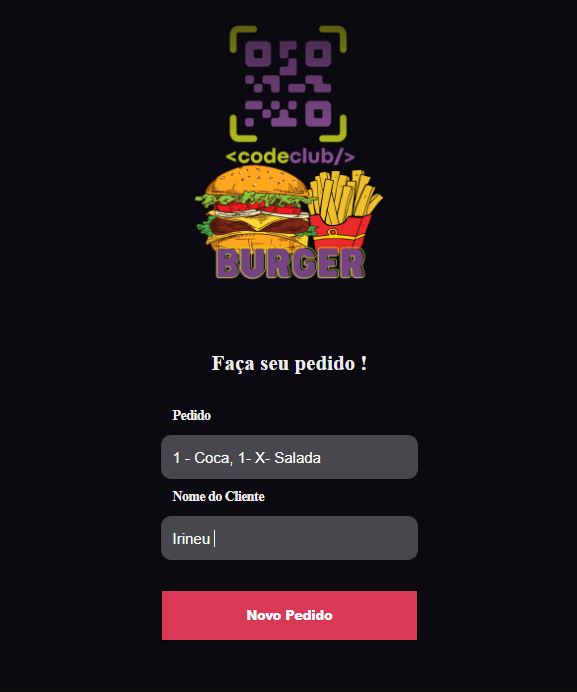 <codeclub/>
BURGER
Faça seu pedido !
Pedido
1 - Coca, 1- X- Salada
Nome do Cliente
Irineu
Novo Pedido